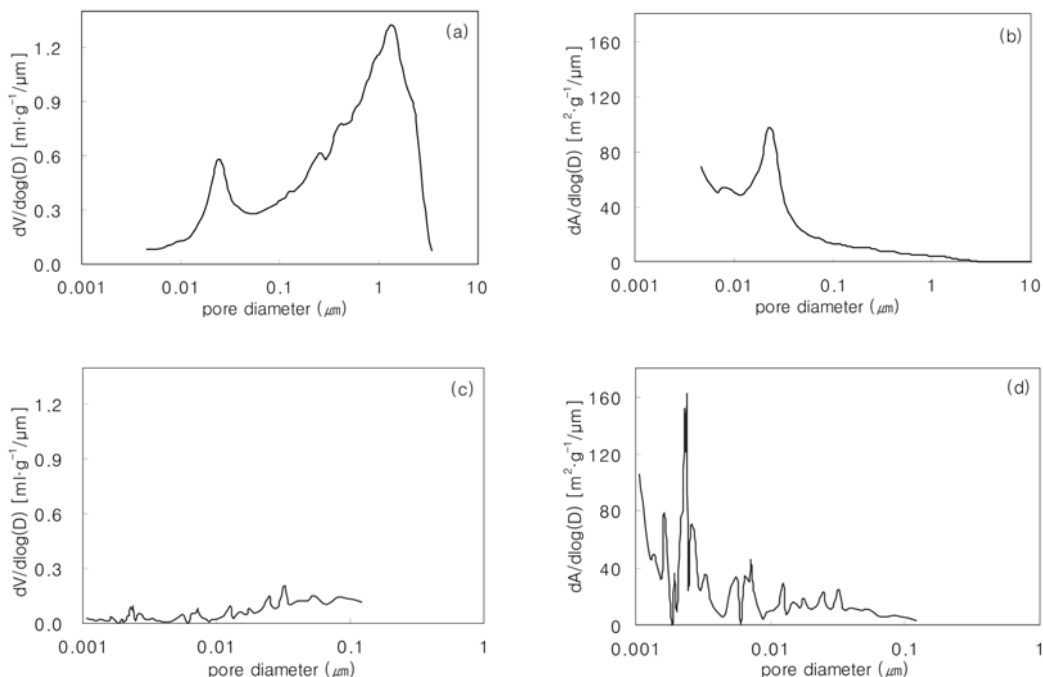 (a)
dV/dog(D) [ml·g⁻¹/μm]
1.2
0.9
0.6
0.3
0.0
0.001 0.01 0.1 1 10
pore diameter (μm)
(b)
dA/dlog(D) [m²·g⁻¹/μm]
160
120
80
40
0
0.001 0.01 0.1 1 10
pore diameter (μm)
(c)
dV/dlog(D) [ml·g⁻¹/μm]
1.2
0.9
0.6
0.3
0.0
0.001 0.01 0.1 1
pore diameter (μm)
(d)
dA/dlog(D) [m²·g⁻¹/μm]
160
120
80
40
0
0.001 0.01 0.1 1
pore diameter (μm)